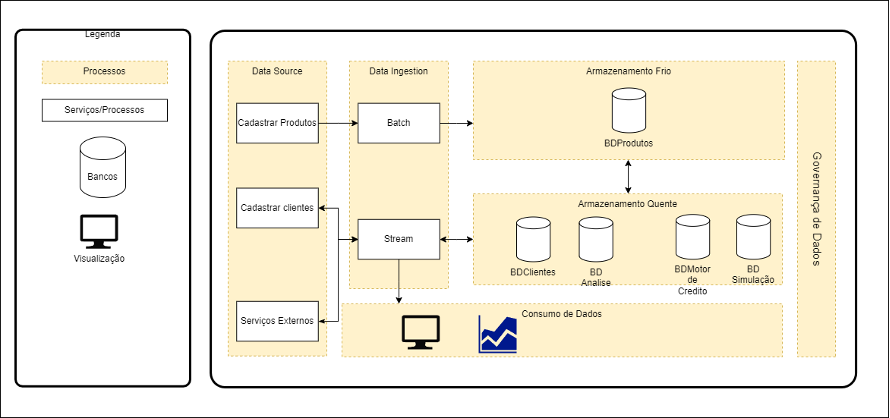 Legenda
Processos
Serviços/Processos
Bancos
Visualização
Data Source
Cadastrar Produtos
Cadastrar clientes
Serviços Externos
Data Ingestion
Batch
Stream
Armazenamento Frio
BDProdutos
Armazenamento Quente
BDClientes
BD
Analise
BDMotor
de
Credito
BD
Simulação
Consumo de Dados
Governança de Dados